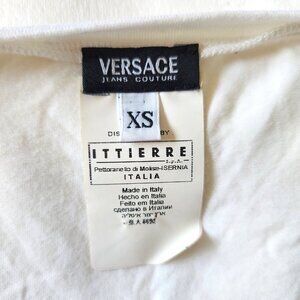 VERSACE
JEANS COUTURE
XS
DIS BY
ITTIERRE
S.p.A.
Pettoranello di Molise-ISERNIA
ITALIA
Made in Italy
Hecho en Italia
Feito em Italia
сделано в Италии